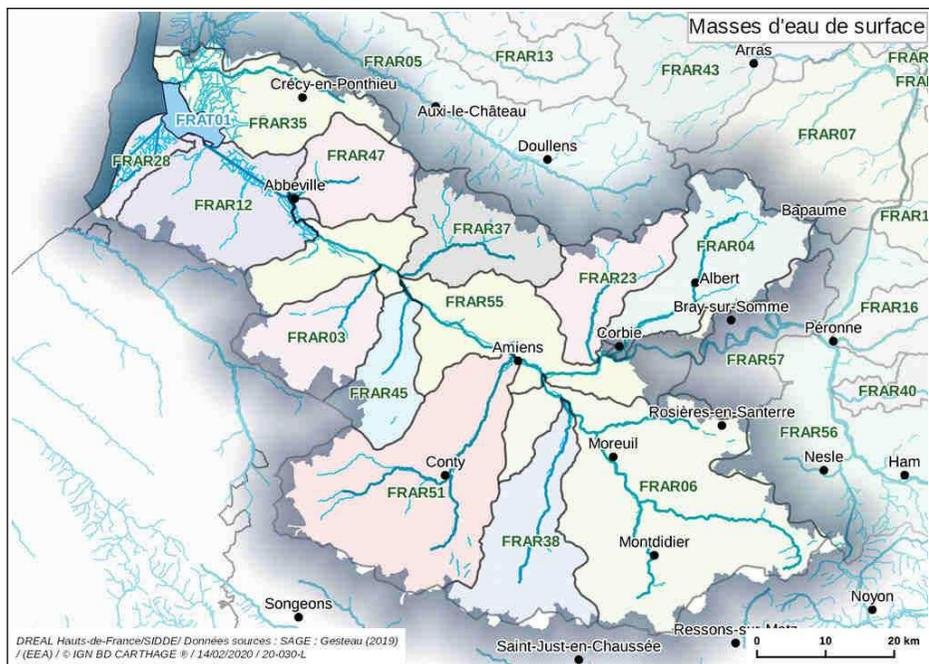 Masses d'eau de surface
FRAR05
FRAR13
Arras
FRAR43
Crécy-en-Ponthieu
Auxi-le-Château
FRAT01
FRAR35
FRAR07
Doullens
FRAR28
FRAR47
Abbeville
FRAR12
Bapaume
FRAR37
FRAR04
FRAR23
Albert
FRAR55
Bray-sur-Somme
FRAR16
FRAR03
Amiens
Corbie
Péronne
FRAR57
FRAR45
FRAR40
Rosières-en-Santerre
FRAR56
Moreuil
Nesle
Ham
Conty
FRAR51
FRAR06
FRAR38
Montdidier
Songeons
Noyon
Ressons-sur-Matz
Saint-Just-en-Chaussée
0 10 20 km
DREAL Hauts-de-France/SIDDE/ Données sources : SAGE : Gesteau (2019)
/ (EEA) / © IGN BD CARTHAGE ® / 14/02/2020 / 20-030-L